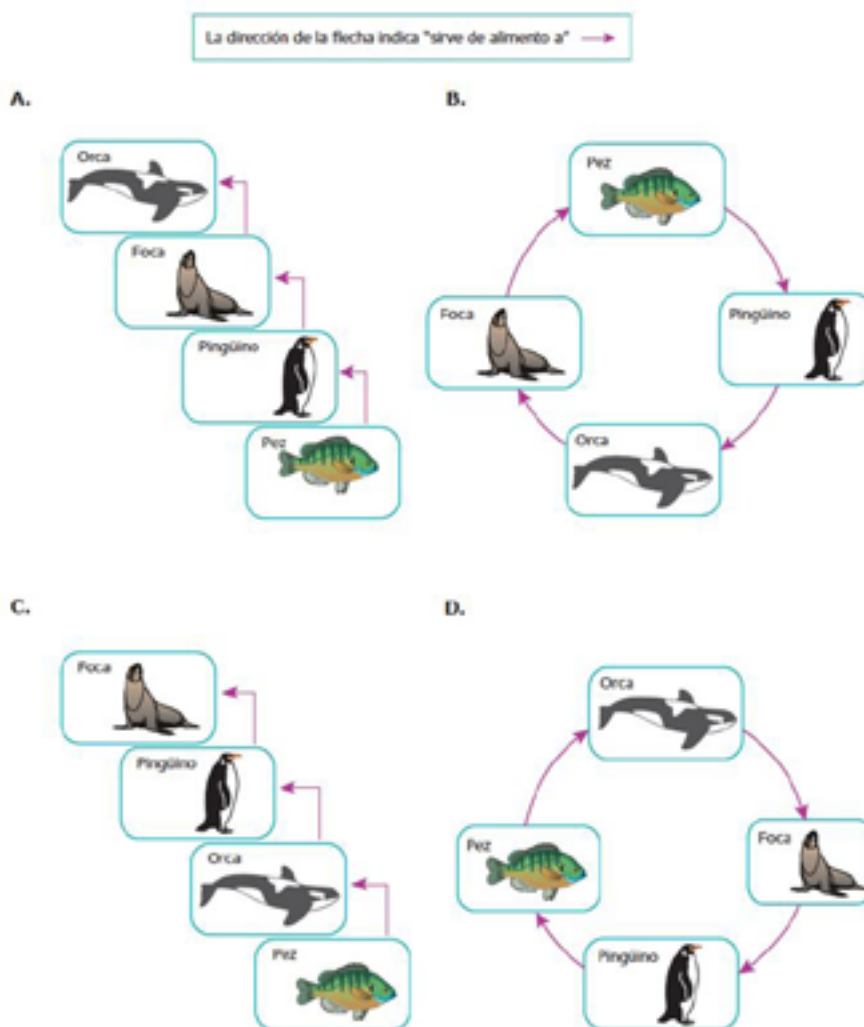 La dirección de la flecha indica "sirve de alimento a"
A.
B.
Orca
Foca
Pingüino
Pez
Pez
Foca
Pingüino
Orca
C.
D.
Foca
Pingüino
Orca
Pez
Orca
Pez
Foca
Pingüino